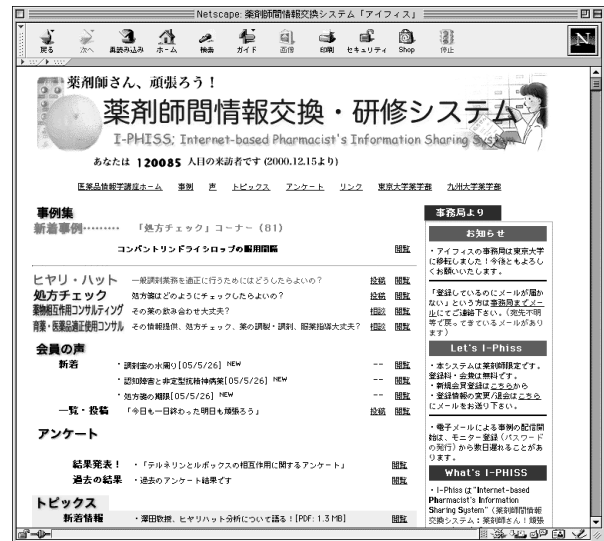 Netscape: 薬剤師間情報交換システム「アイフィス」
戻る 次へ 再読み込み ホーム 検索 ガイド 画像 印刷 セキュリティ Shop 停止
N
薬剤師さん、頑張ろう！
薬剤師間情報交換・研修システム
I-PHISS; Internet-based Pharmacist's Information Sharing System
あなたは 120085 人目の来訪者です (2000.12.15より)
医薬品情報学講座ホーム 事例 声 トピックス アンケート リンク 東京大学薬学部 九州大学薬学部
事例集
新着事例……… 「処方チェック」コーナー (81)
コンバントリンドライシロップの服用間隔 閲覧
ヒヤリ・ハット 一般調剤業務を適正に行うためにはどうしたらよいの？ 投稿 閲覧
処方チェック 処方箋はどのようにチェックしたらよいの？ 投稿 閲覧
薬物相互作用コンサルティング その薬の飲み合わせ大丈夫？ 相談 閲覧
育薬・医薬品適正使用コンサル その情報提供、処方チェック、薬の調製・調剤、服薬指導大丈夫？ 相談 閲覧
会員の声
新着 ・調剤室の水周り[05/5/26] NEW -- 閲覧
・認知障害と非定型抗精神病薬[05/5/26] NEW -- 閲覧
・処方箋の期限[05/5/26] NEW -- 閲覧
一覧・投稿 「今日も一日終わった明日も頑張ろう」 投稿 閲覧
アンケート
結果発表！ ・「テルネリンとルボックスの相互作用に関するアンケート」 閲覧
過去の結果 ・過去のアンケート結果です 閲覧
トピックス
新着情報 ・澤田教授、ヒヤリハット分析について語る！[PDF: 1.3 MB] 閲覧
事務局より
お知らせ
・アイフィスの事務局は東京大学
に移転しました！今後ともよろし
くお願いいたします。
「登録しているのにメールが届か
ない」という方は事務局までメー
ルにてご連絡下さい。(宛先不明
等で戻ってきているメールがあり
ます)
Let's I-Phiss
・本システムは薬剤師限定です。
登録料・会費は無料です。
・新規会員登録はこちらから
・登録情報の変更/退会はこちら
にメールをお送り下さい。
・電子メールによる事例の配信開
始は、モニター登録(パスワード
の発行)から数日遅れることがあ
ります。
What's I-PHISS
・I-Phiss は"Internet-based
Pharmacist's Information
Sharing System"(薬剤師間情報
交換システム：薬剤師さん！頑張